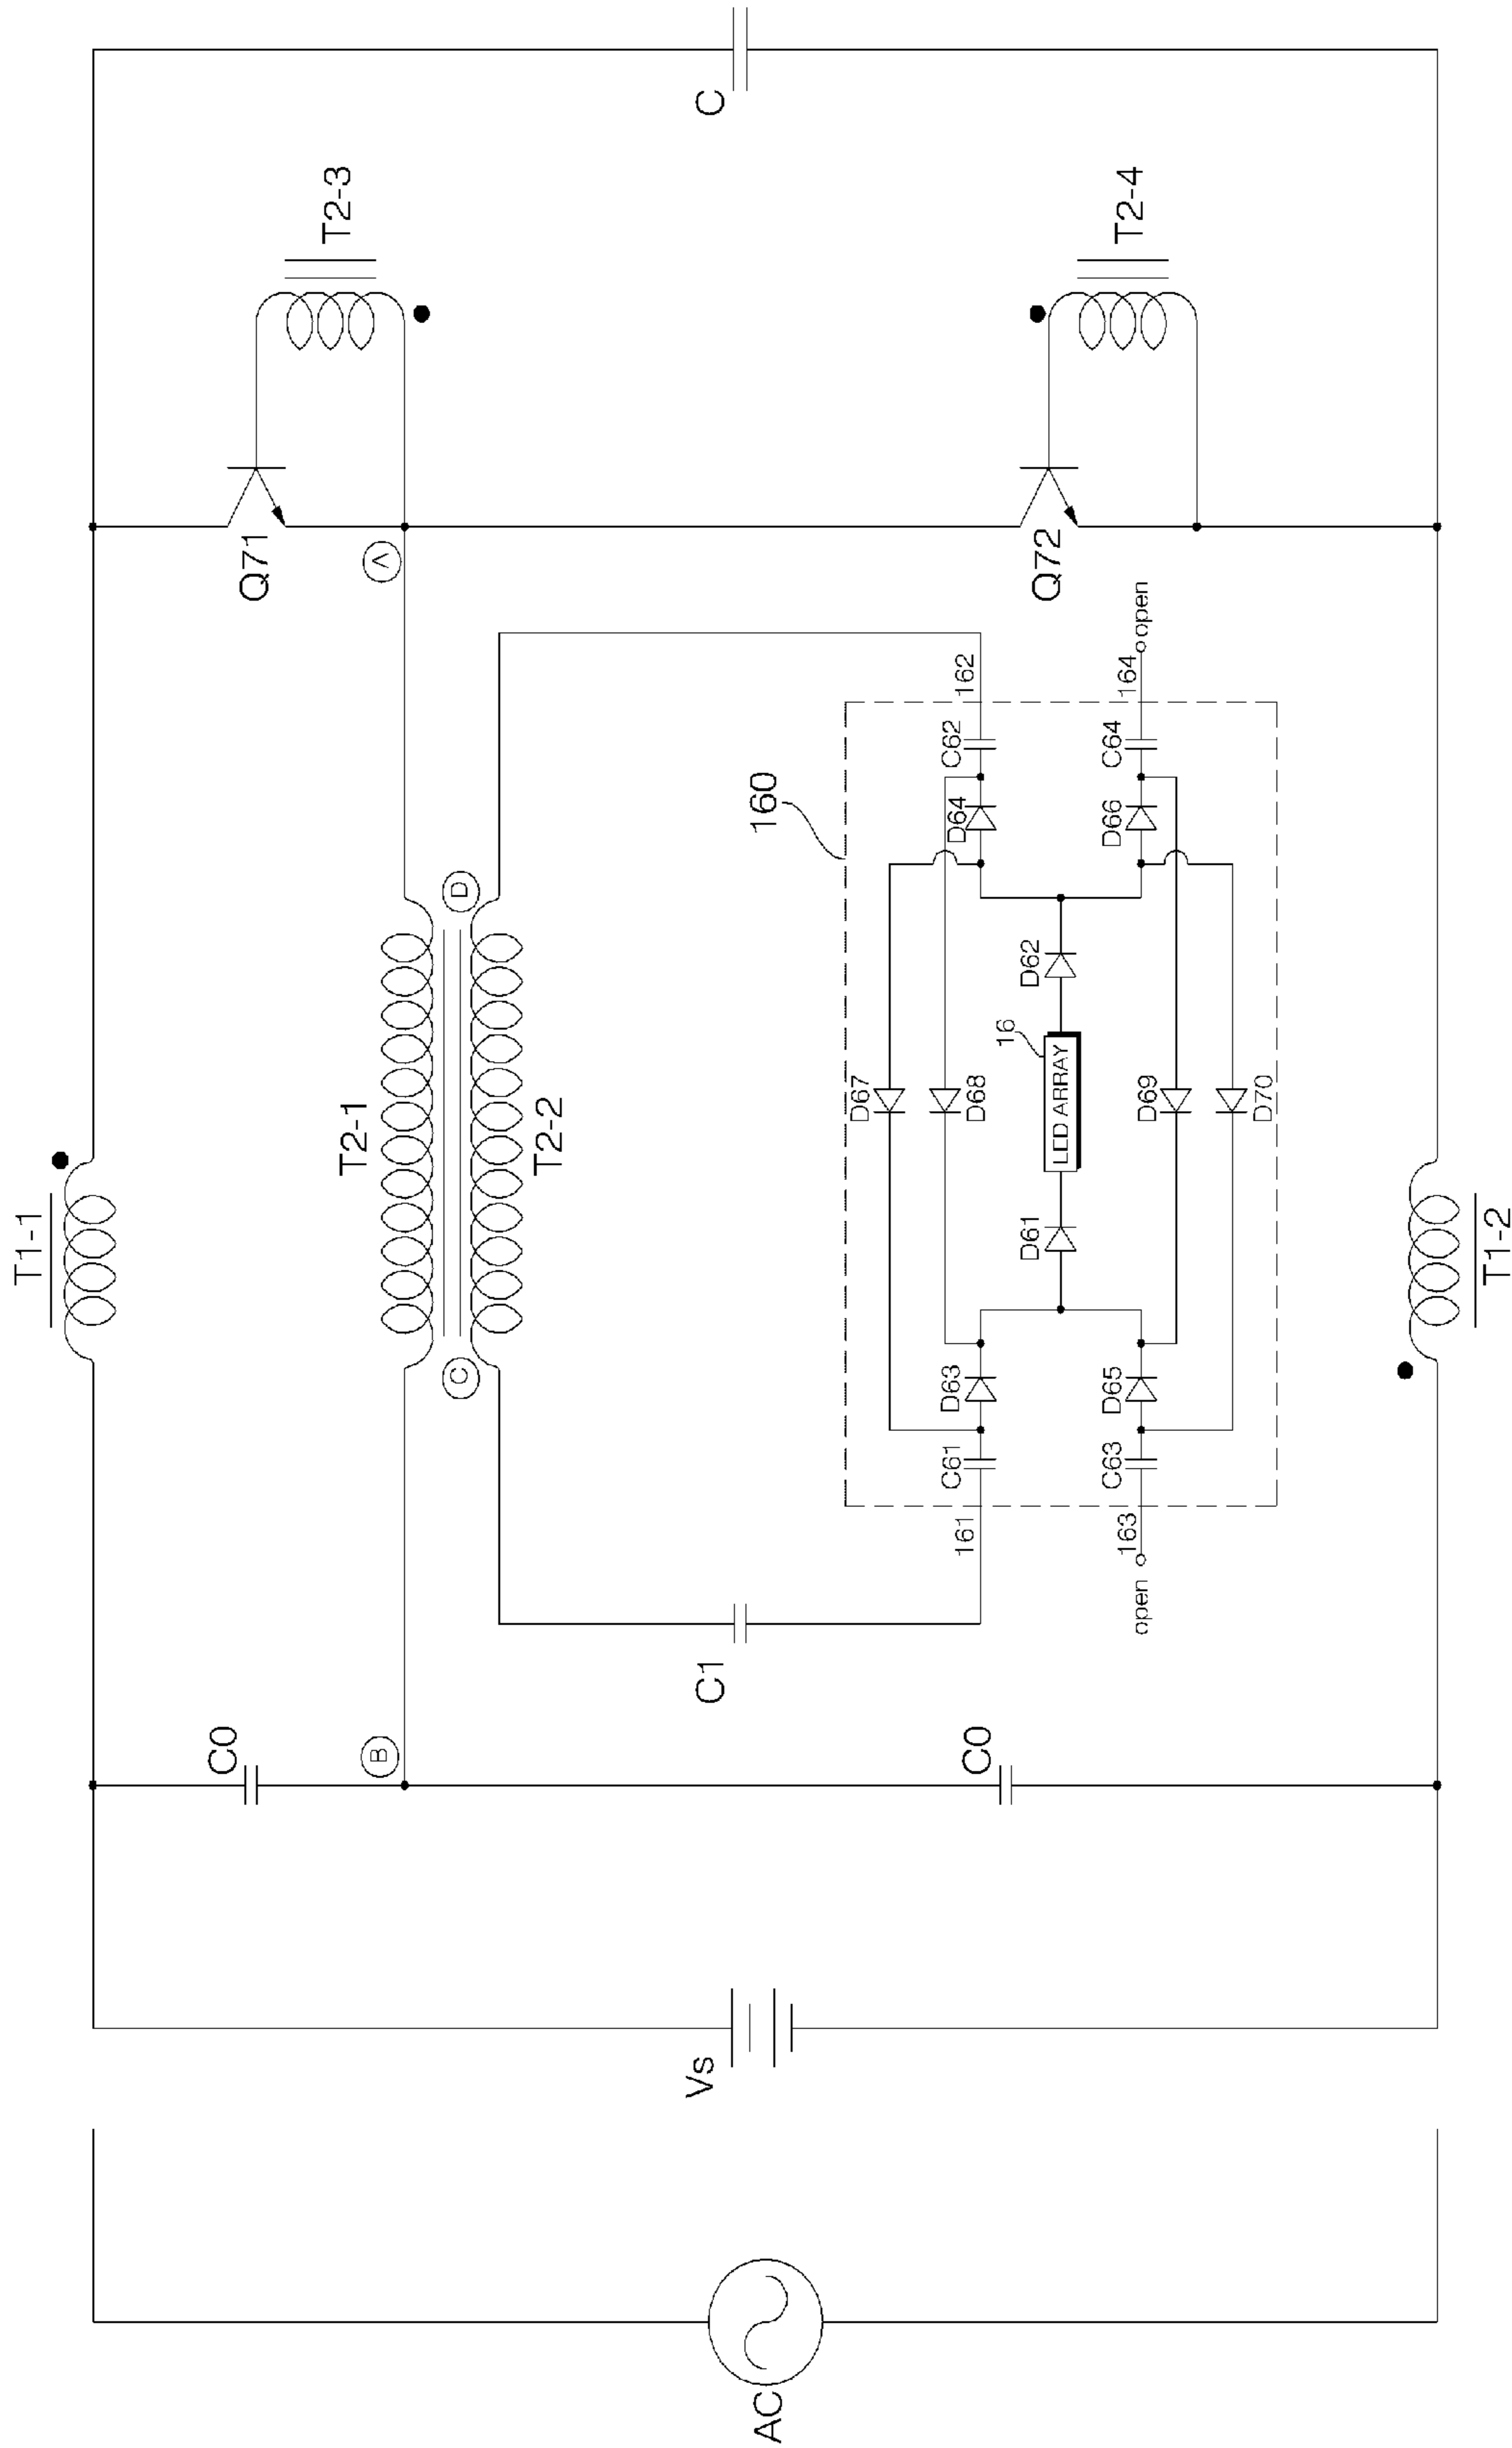 AC
Vs
T1-1
T1-2
C0
B
C0
C1
T2-1
C
D
T2-2
A
Q71
T2-3
Q72
T2-4
C
160
161
162
163
open
164
open
C61
C62
C63
C64
D63
D64
D65
D66
D67
D68
D61
16
LED ARRAY
D62
D69
D70